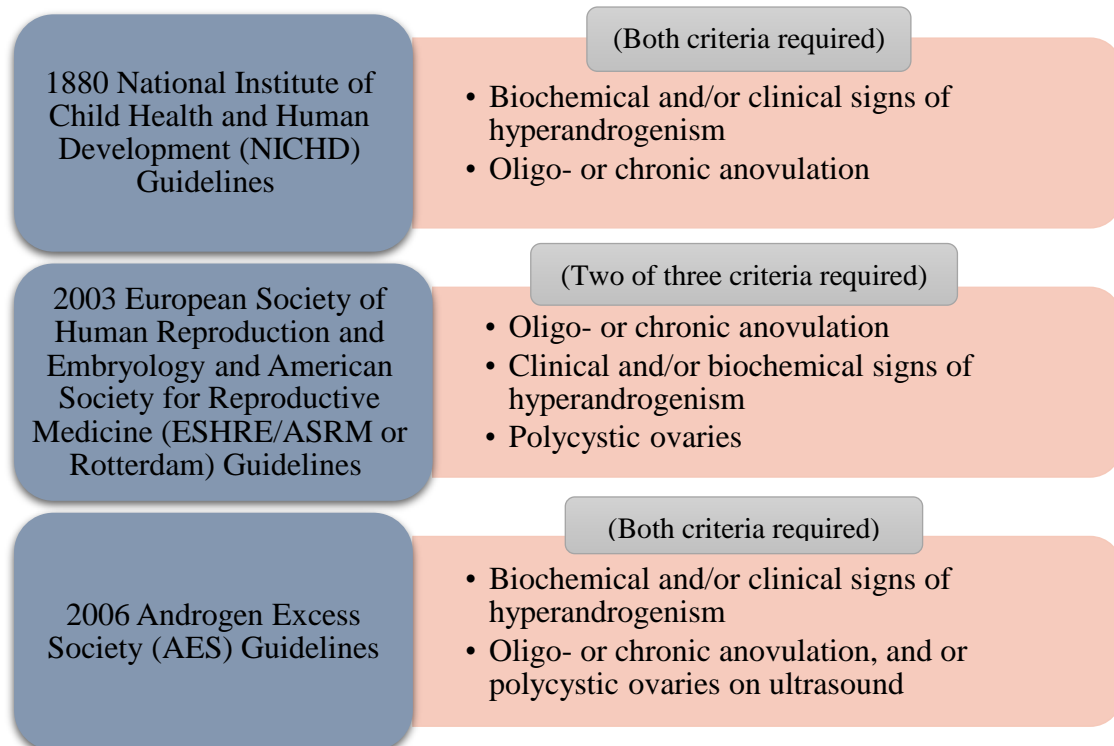 1880 National Institute of
Child Health and Human
Development (NICHD)
Guidelines
(Both criteria required)
• Biochemical and/or clinical signs of
hyperandrogenism
• Oligo- or chronic anovulation
2003 European Society of
Human Reproduction and
Embryology and American
Society for Reproductive
Medicine (ESHRE/ASRM or
Rotterdam) Guidelines
(Two of three criteria required)
• Oligo- or chronic anovulation
• Clinical and/or biochemical signs of
hyperandrogenism
• Polycystic ovaries
2006 Androgen Excess
Society (AES) Guidelines
(Both criteria required)
• Biochemical and/or clinical signs of
hyperandrogenism
• Oligo- or chronic anovulation, and or
polycystic ovaries on ultrasound